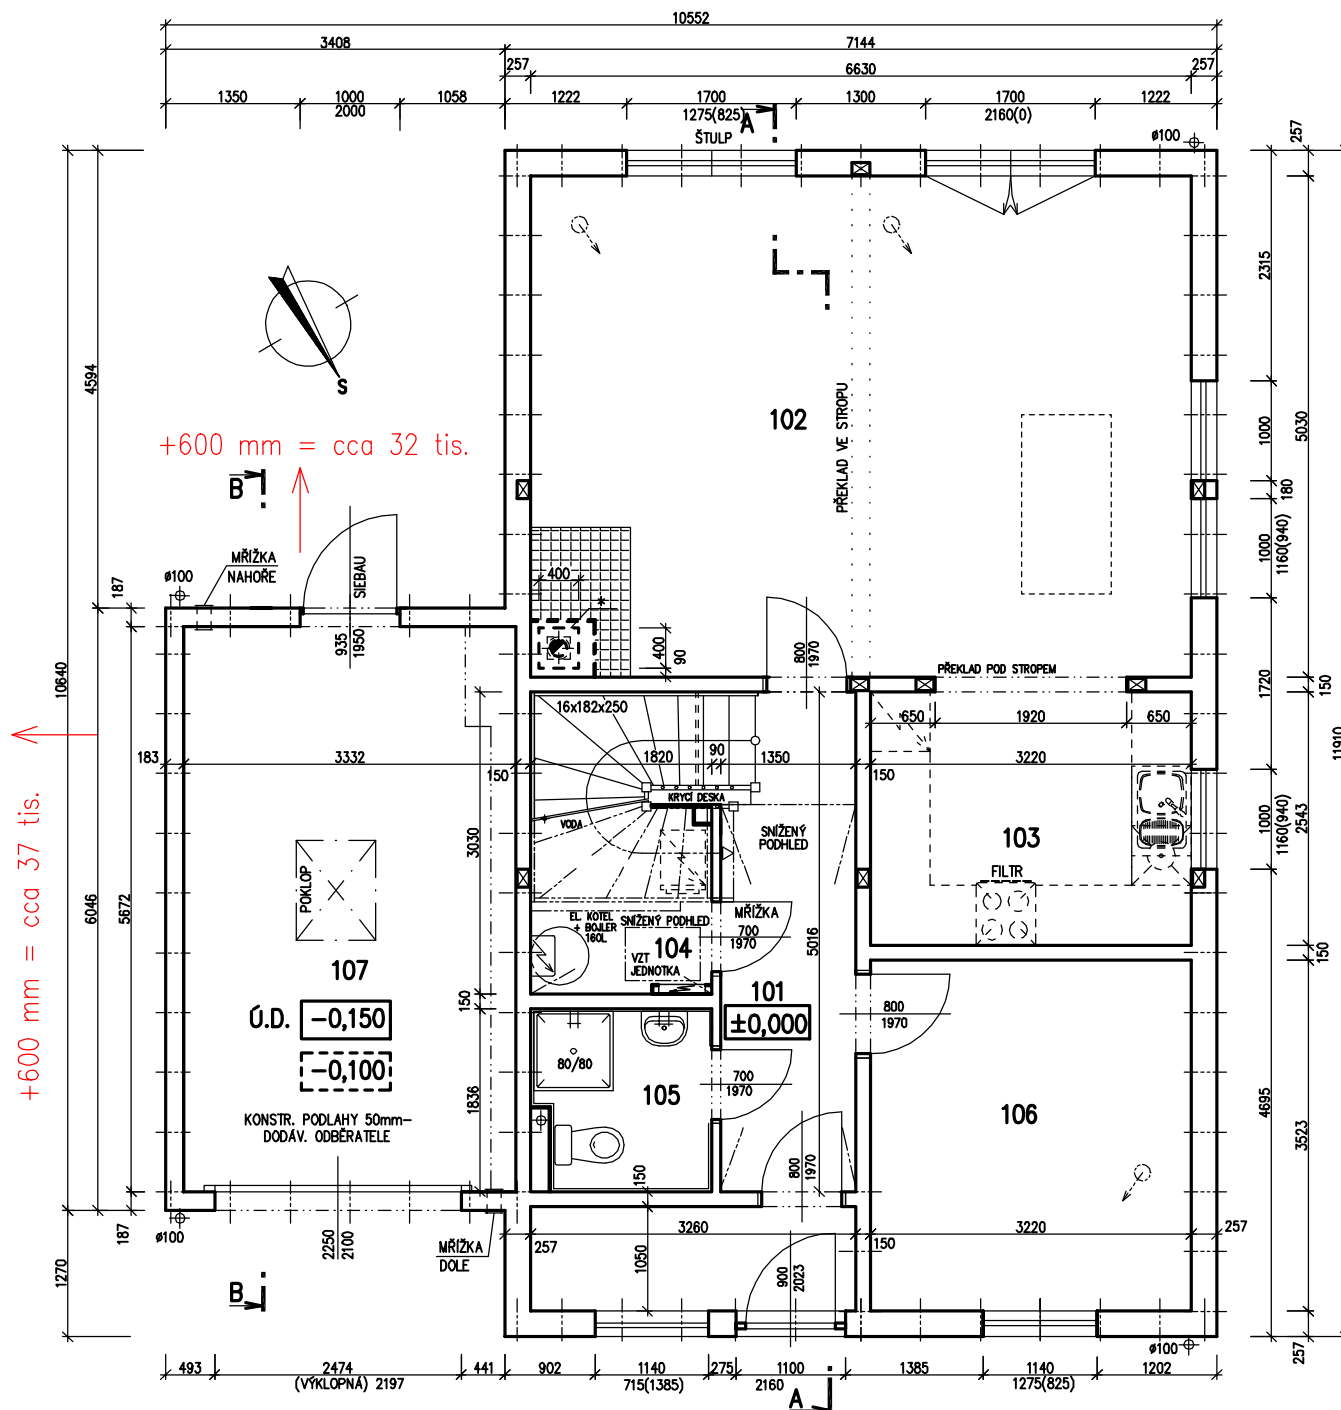 10552
3408
7144
257
6630
257
1350
1000
2000
1058
1222
1700
1275(825)
1300
1700
2160(0)
1222
A
ŠTULP
ø100
257
S
102
PŘEKLAD VE STROPU
4594
2315
1000
5030
180
1000
1160(940)
+600 mm = cca 32 tis.
B
MŘÍŽKA
NAHOŘE
ø100
SIEBAU
187
935
1950
400
*
400
90
800
1970
PŘEKLAD POD STROPEM
10640
1720
150
11910
16x182x250
650
1920
650
183
3332
150
1820
90
1350
150
3220
KRYCÍ DESKA
VODA
SNÍŽENÝ
PODHLED
103
FILTR
1000
1160(940)
2543
+600 mm = cca 37 tis.
6046
5672
3030
POKLOP
107
EL. KOTEL
+ BOJLER
160L
SNÍŽENÝ PODHLED
104
VZT
JEDNOTKA
MŘÍŽKA
700
1970
5016
101
±0,000
150
150
Ú.D.
-0,150
-0,100
KONSTR. PODLAHY 50mm-
DODÁV. ODBĚRATELE
1836
80/80
105
700
1970
800
1970
106
4695
3523
150
800
1970
ø100
187
2250
2100
MŘÍŽKA
DOLE
257
3260
1050
150
3220
257
900
2023
1270
B
ø100
257
493
2474
(VÝKLOPNÁ) 2197
441
902
1140
715(1385)
275
1100
2160
1385
1140
1275(825)
1202
A